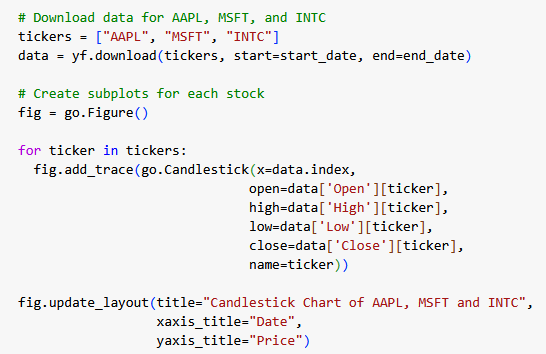 # Download data for AAPL, MSFT, and INTC
tickers = ["AAPL", "MSFT", "INTC"]
data = yf.download(tickers, start=start_date, end=end_date)

# Create subplots for each stock
fig = go.Figure()

for ticker in tickers:
  fig.add_trace(go.Candlestick(x=data.index,
                               open=data['Open'][ticker],
                               high=data['High'][ticker],
                               low=data['Low'][ticker],
                               close=data['Close'][ticker],
                               name=ticker))

fig.update_layout(title="Candlestick Chart of AAPL, MSFT and INTC",
                  xaxis_title="Date",
                  yaxis_title="Price")